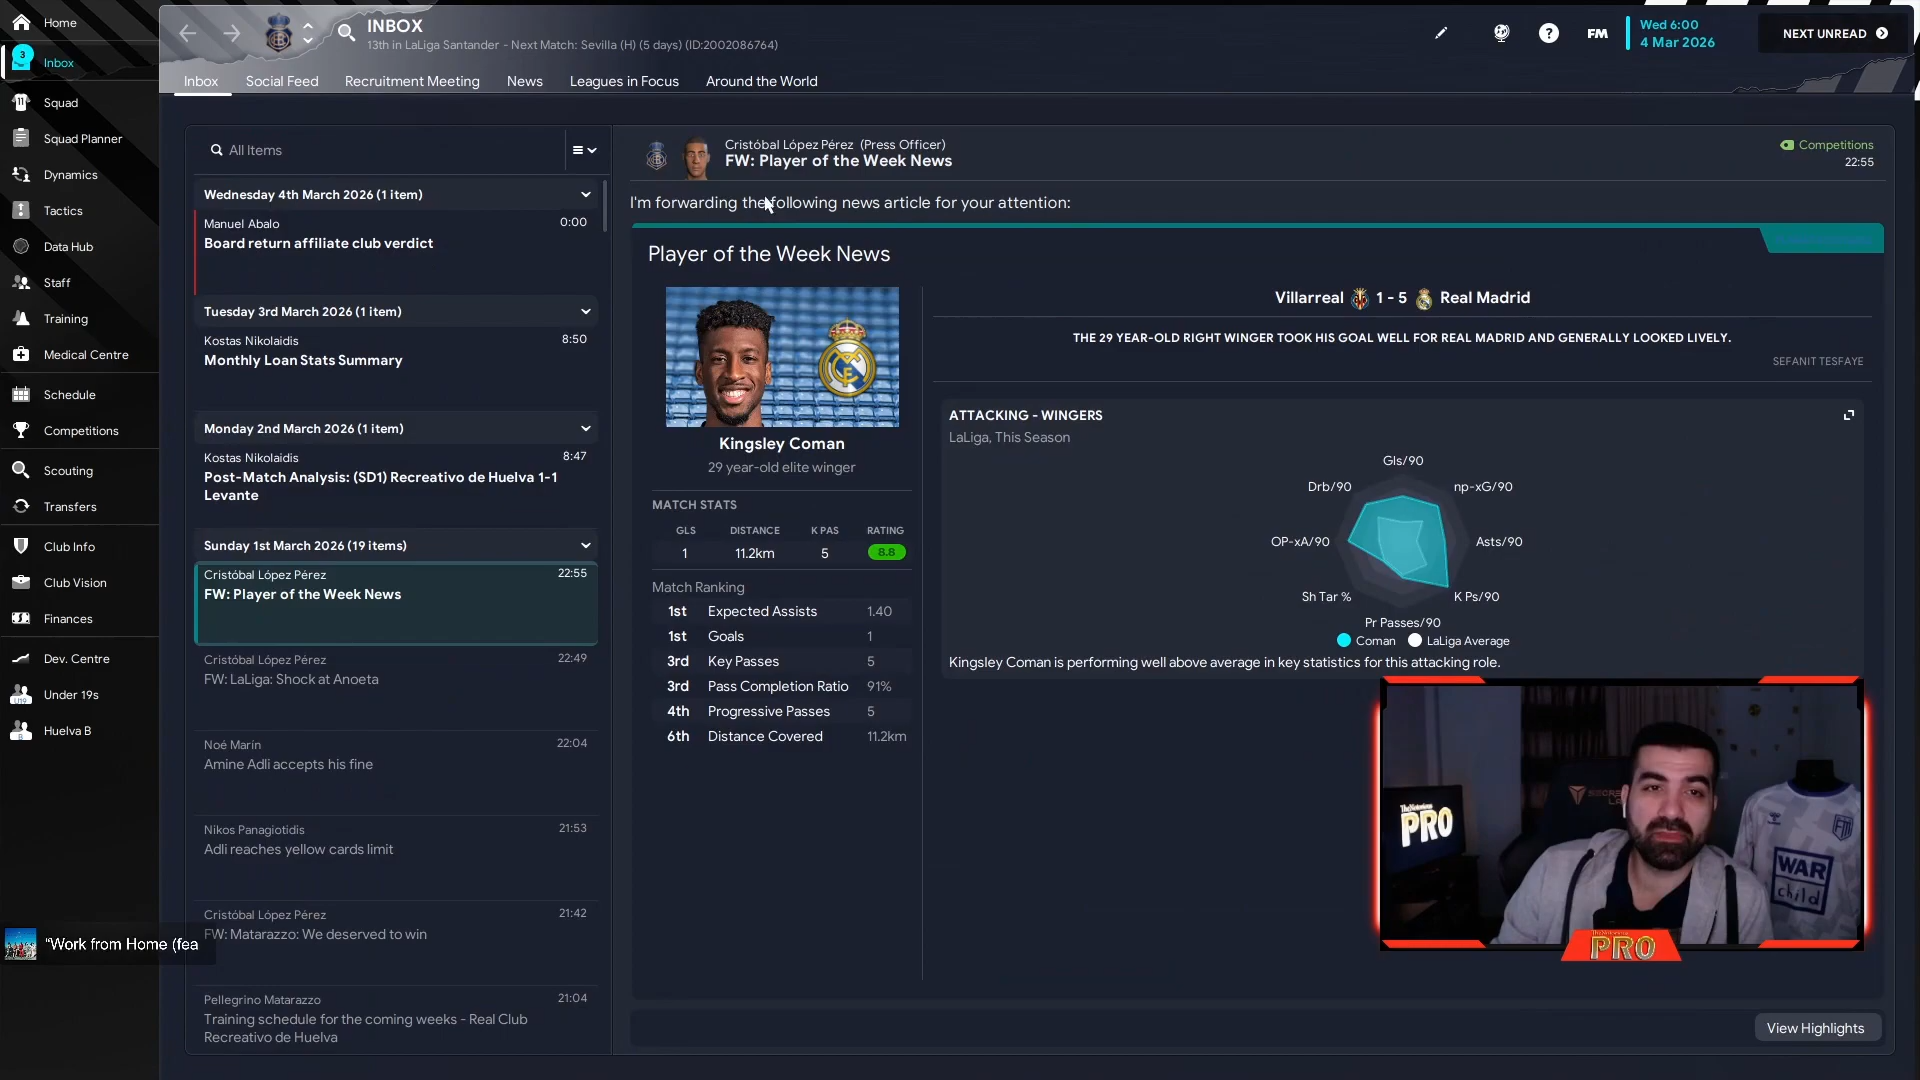 Home
3
Inbox
Squad
Squad Planner
Dynamics
Tactics
Data Hub
Staff
Training
Medical Centre
Schedule
Competitions
Scouting
Transfers
Club Info
Club Vision
Finances
Dev. Centre
Under 19s
Huelva B
"Work from Home (fea
INBOX
13th in LaLiga Santander - Next Match: Sevilla (H) (5 days) (ID:2002086764)
FM
Wed 6:00
4 Mar 2026
NEXT UNREAD
Inbox
Social Feed
Recruitment Meeting
News
Leagues in Focus
Around the World
All Items
Wednesday 4th March 2026 (1 item)
Manuel Abalo
0:00
Board return affiliate club verdict
Tuesday 3rd March 2026 (1 item)
Kostas Nikolaidis
8:50
Monthly Loan Stats Summary
Monday 2nd March 2026 (1 item)
Kostas Nikolaidis
8:47
Post-Match Analysis: (SD1) Recreativo de Huelva 1-1
Levante
Sunday 1st March 2026 (19 items)
Cristóbal López Pérez
22:55
FW: Player of the Week News
Cristóbal López Pérez
22:49
FW: LaLiga: Shock at Anoeta
Noé Marín
22:04
Amine Adli accepts his fine
Nikos Panagiotidis
21:53
Adli reaches yellow cards limit
Cristóbal López Pérez
21:42
FW: Matarazzo: We deserved to win
Pellegrino Matarazzo
21:04
Training schedule for the coming weeks - Real Club
Recreativo de Huelva
Cristóbal López Pérez (Press Officer)
FW: Player of the Week News
Competitions
22:55
I'm forwarding the following news article for your attention:
Player of the Week News
Kingsley Coman
29 year-old elite winger
MATCH STATS
GLS DISTANCE K PAS RATING
1 11.2km 5 8.8
Match Ranking
1st Expected Assists 1.40
1st Goals 1
3rd Key Passes 5
3rd Pass Completion Ratio 91%
4th Progressive Passes 5
6th Distance Covered 11.2km
Villarreal 1 - 5 Real Madrid
THE 29 YEAR-OLD RIGHT WINGER TOOK HIS GOAL WELL FOR REAL MADRID AND GENERALLY LOOKED LIVELY.
SEFANIT TESFAYE
ATTACKING - WINGERS
LaLiga, This Season
Gls/90
Drb/90
np-xG/90
OP-xA/90
Asts/90
Sh Tar %
K Ps/90
Pr Passes/90
Coman
LaLiga Average
Kingsley Coman is performing well above average in key statistics for this attacking role.
TheNotorious
PRO
FM
WAR
child
PRO
View Highlights